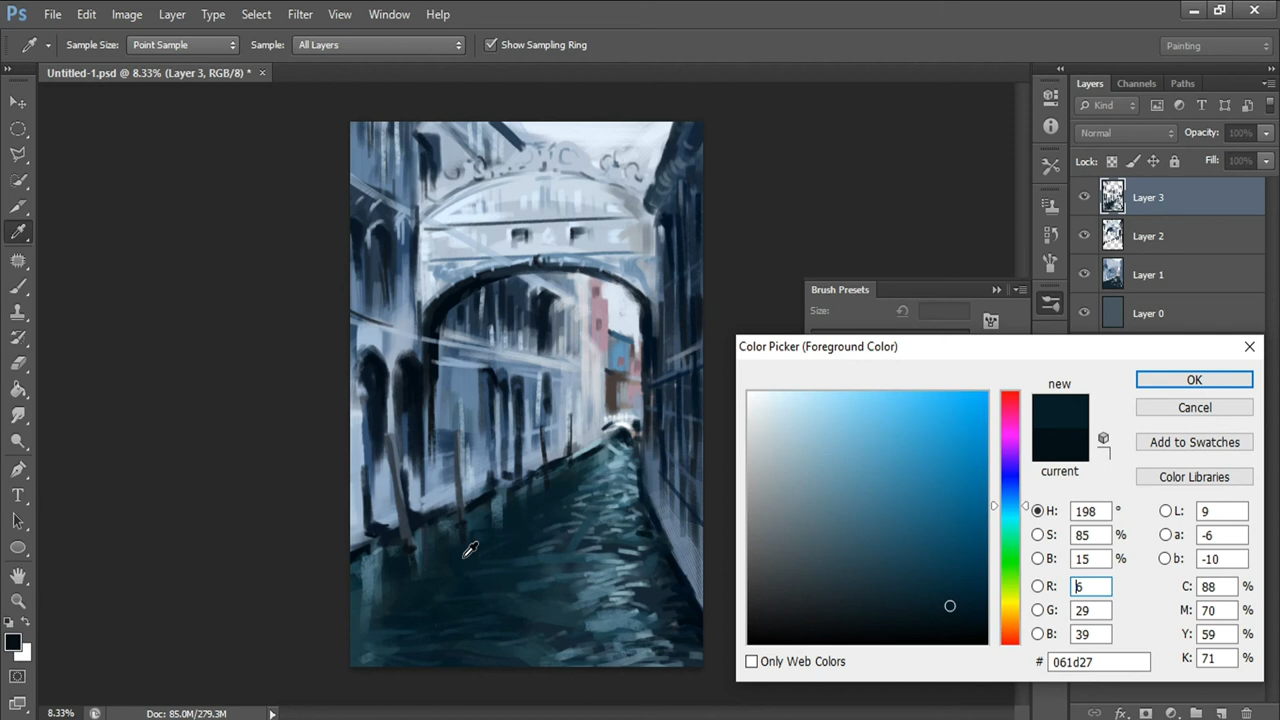 Ps File Edit Image Layer Type Select Filter 3D View Window Help
Sample Size: Point Sample Sample: All Layers Show Sampling Ring Painting
Untitled-1.psd @ 8.33% (Layer 3, RGB/8) * ×
Layers Channels Paths
Kind
Normal Opacity: 100%
Lock: Fill: 100%
Layer 3
Layer 2
Layer 1
Layer 0
Brush Presets
Size:
Color Picker (Foreground Color)
new
OK
Cancel
Add to Swatches
current
Color Libraries
H: 198 ° L: 9
S: 85 % a: -6
B: 15 % b: -10
R: 6 C: 88 %
G: 29 M: 70 %
B: 39 Y: 59 %
# 061d27 K: 71 %
Only Web Colors
8.33% Doc: 85.0M/279.3M
T
fx